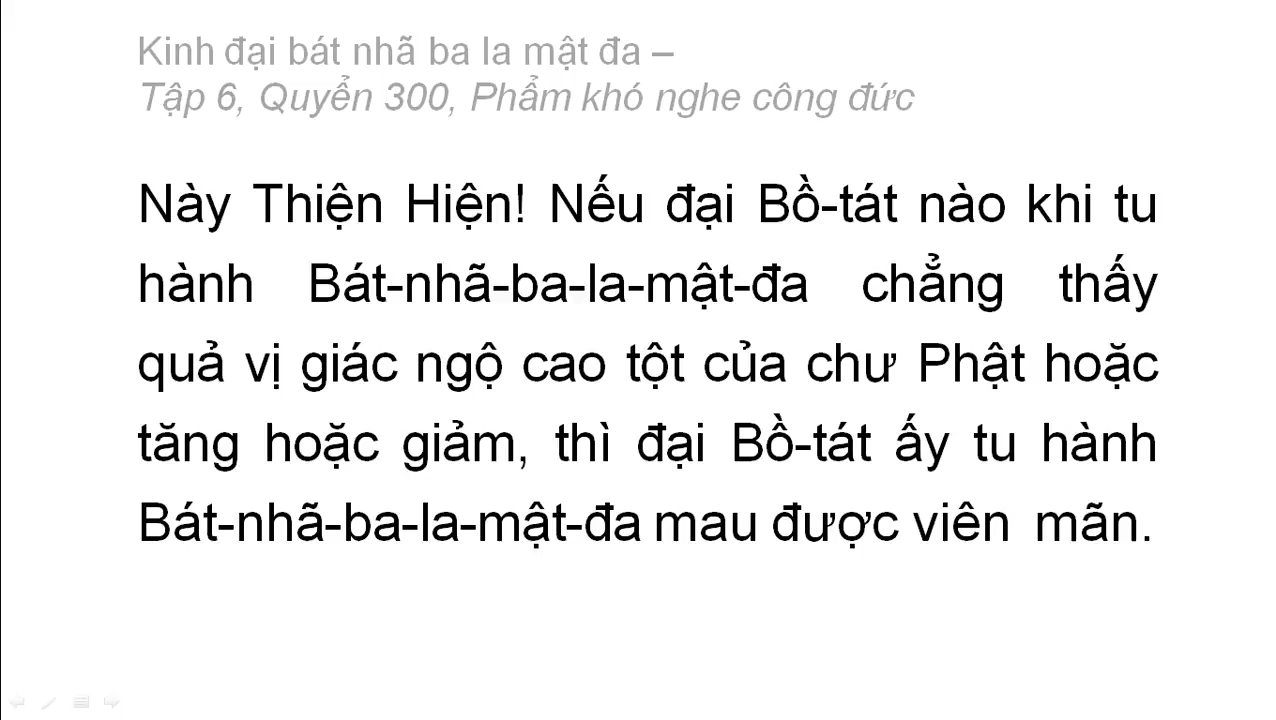 Kinh đại bát nhã ba la mật đa –
Tập 6, Quyển 300, Phẩm khó nghe công đức
Này Thiện Hiện! Nếu đại Bồ-tát nào khi tu
hành Bát-nhã-ba-la-mật-đa chẳng thấy
quả vị giác ngộ cao tột của chư Phật hoặc
tăng hoặc giảm, thì đại Bồ-tát ấy tu hành
Bát-nhã-ba-la-mật-đa mau được viên mãn.